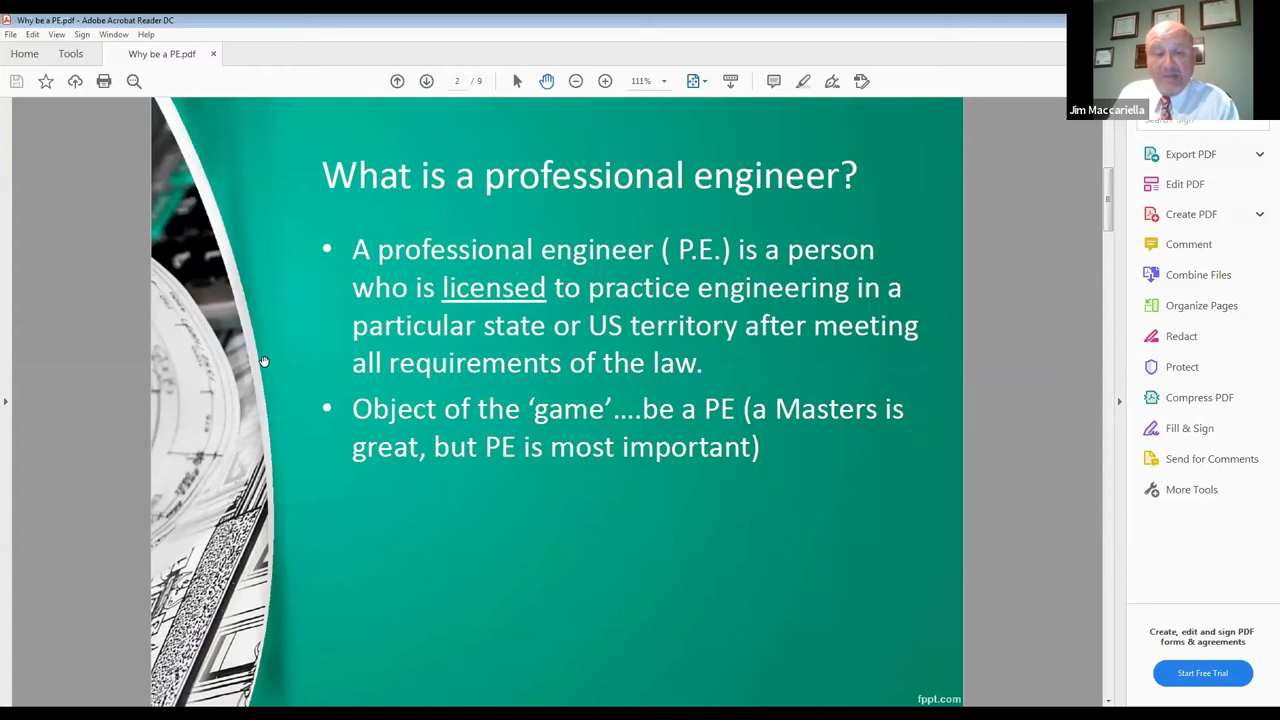 Why be a PE.pdf - Adobe Acrobat Reader DC
File Edit View Sign Window Help
Home Tools Why be a PE.pdf
2 / 9 111%
Jim Maccariella
What is a professional engineer?
• A professional engineer ( P.E.) is a person
who is licensed to practice engineering in a
particular state or US territory after meeting
all requirements of the law.
• Object of the ‘game’....be a PE (a Masters is
great, but PE is most important)
fppt.com
Export PDF
Edit PDF
Create PDF
Comment
Combine Files
Organize Pages
Redact
Protect
Compress PDF
Fill & Sign
Send for Comments
More Tools
Create, edit and sign PDF
forms & agreements
Start Free Trial